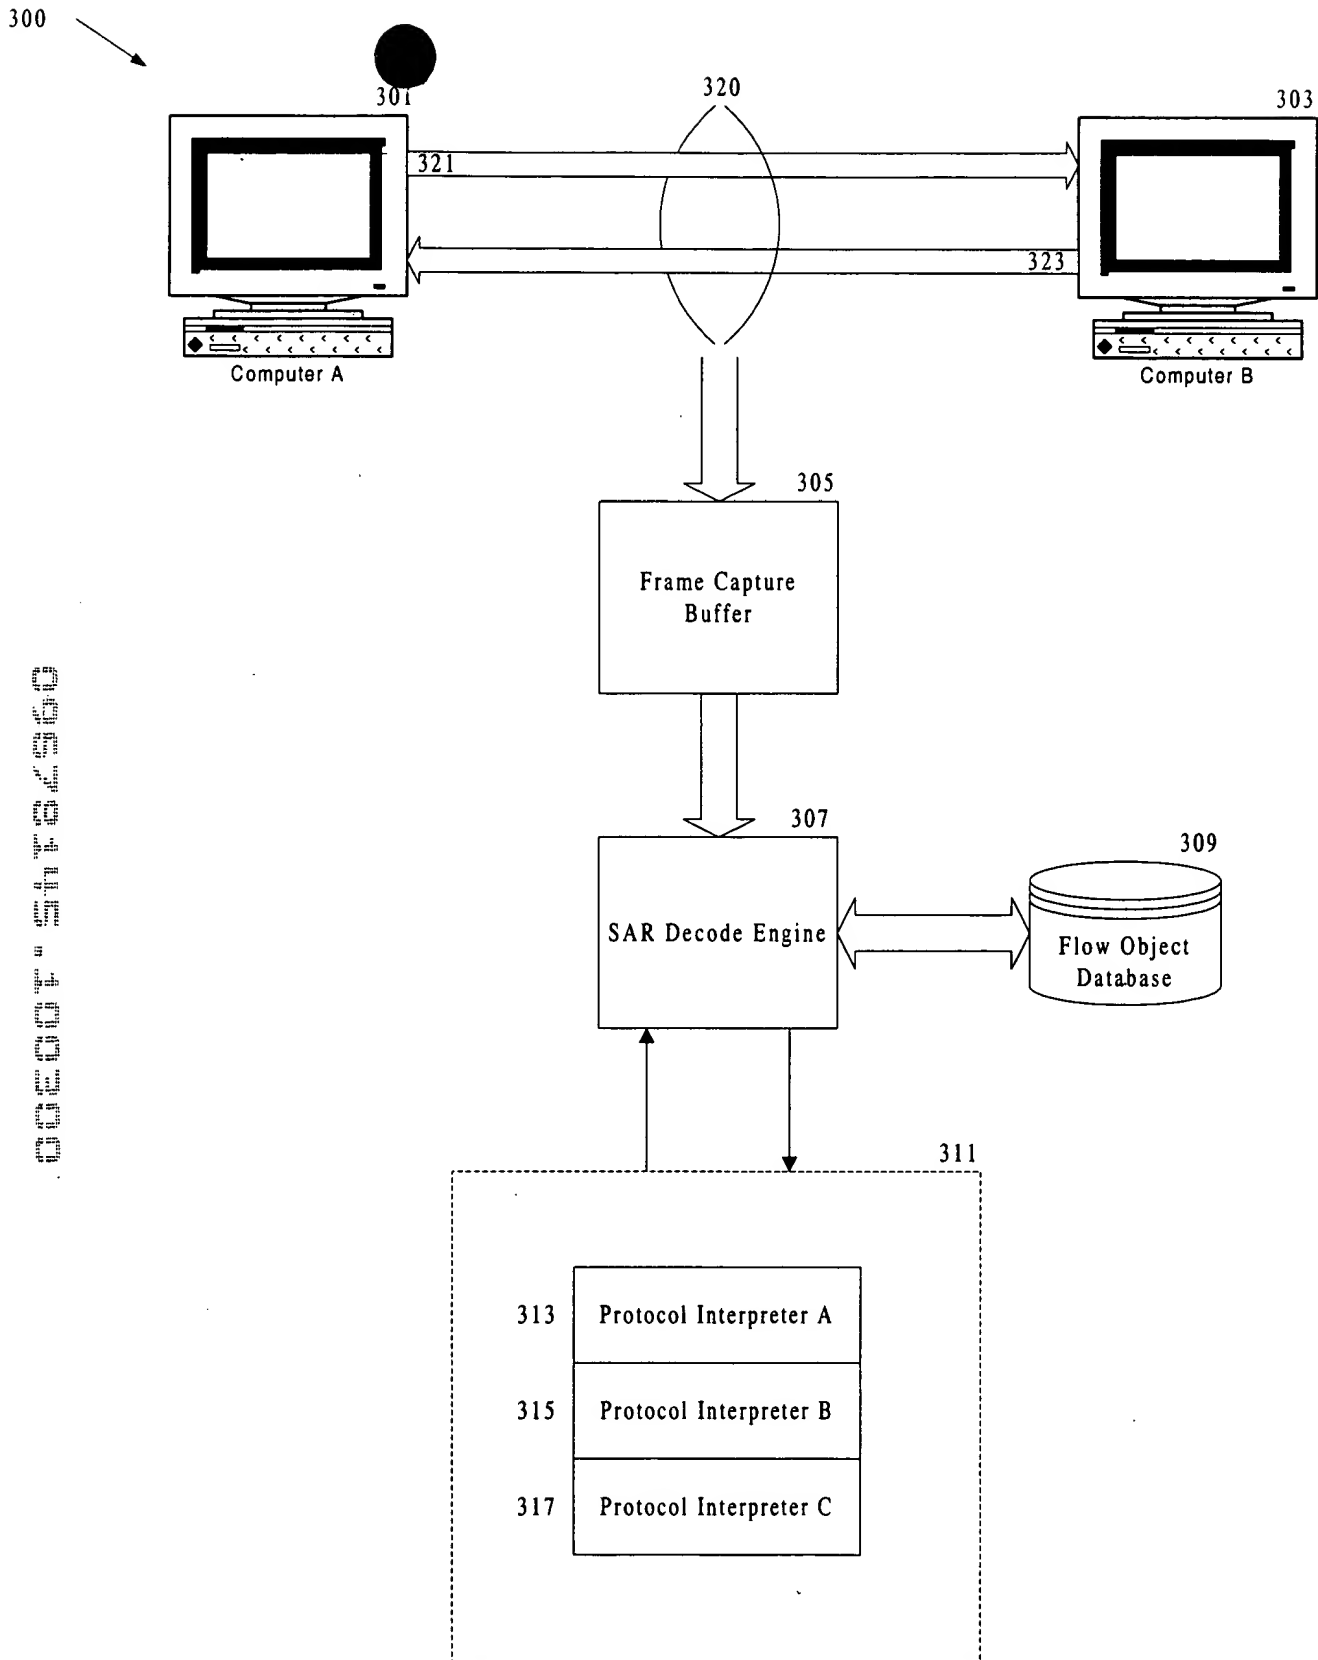 300
301
320
303
321
323
Computer A
Computer B
305
Frame Capture
Buffer
307
309
SAR Decode Engine
Flow Object
Database
311
313
Protocol Interpreter A
315
Protocol Interpreter B
317
Protocol Interpreter C
09578145.100300